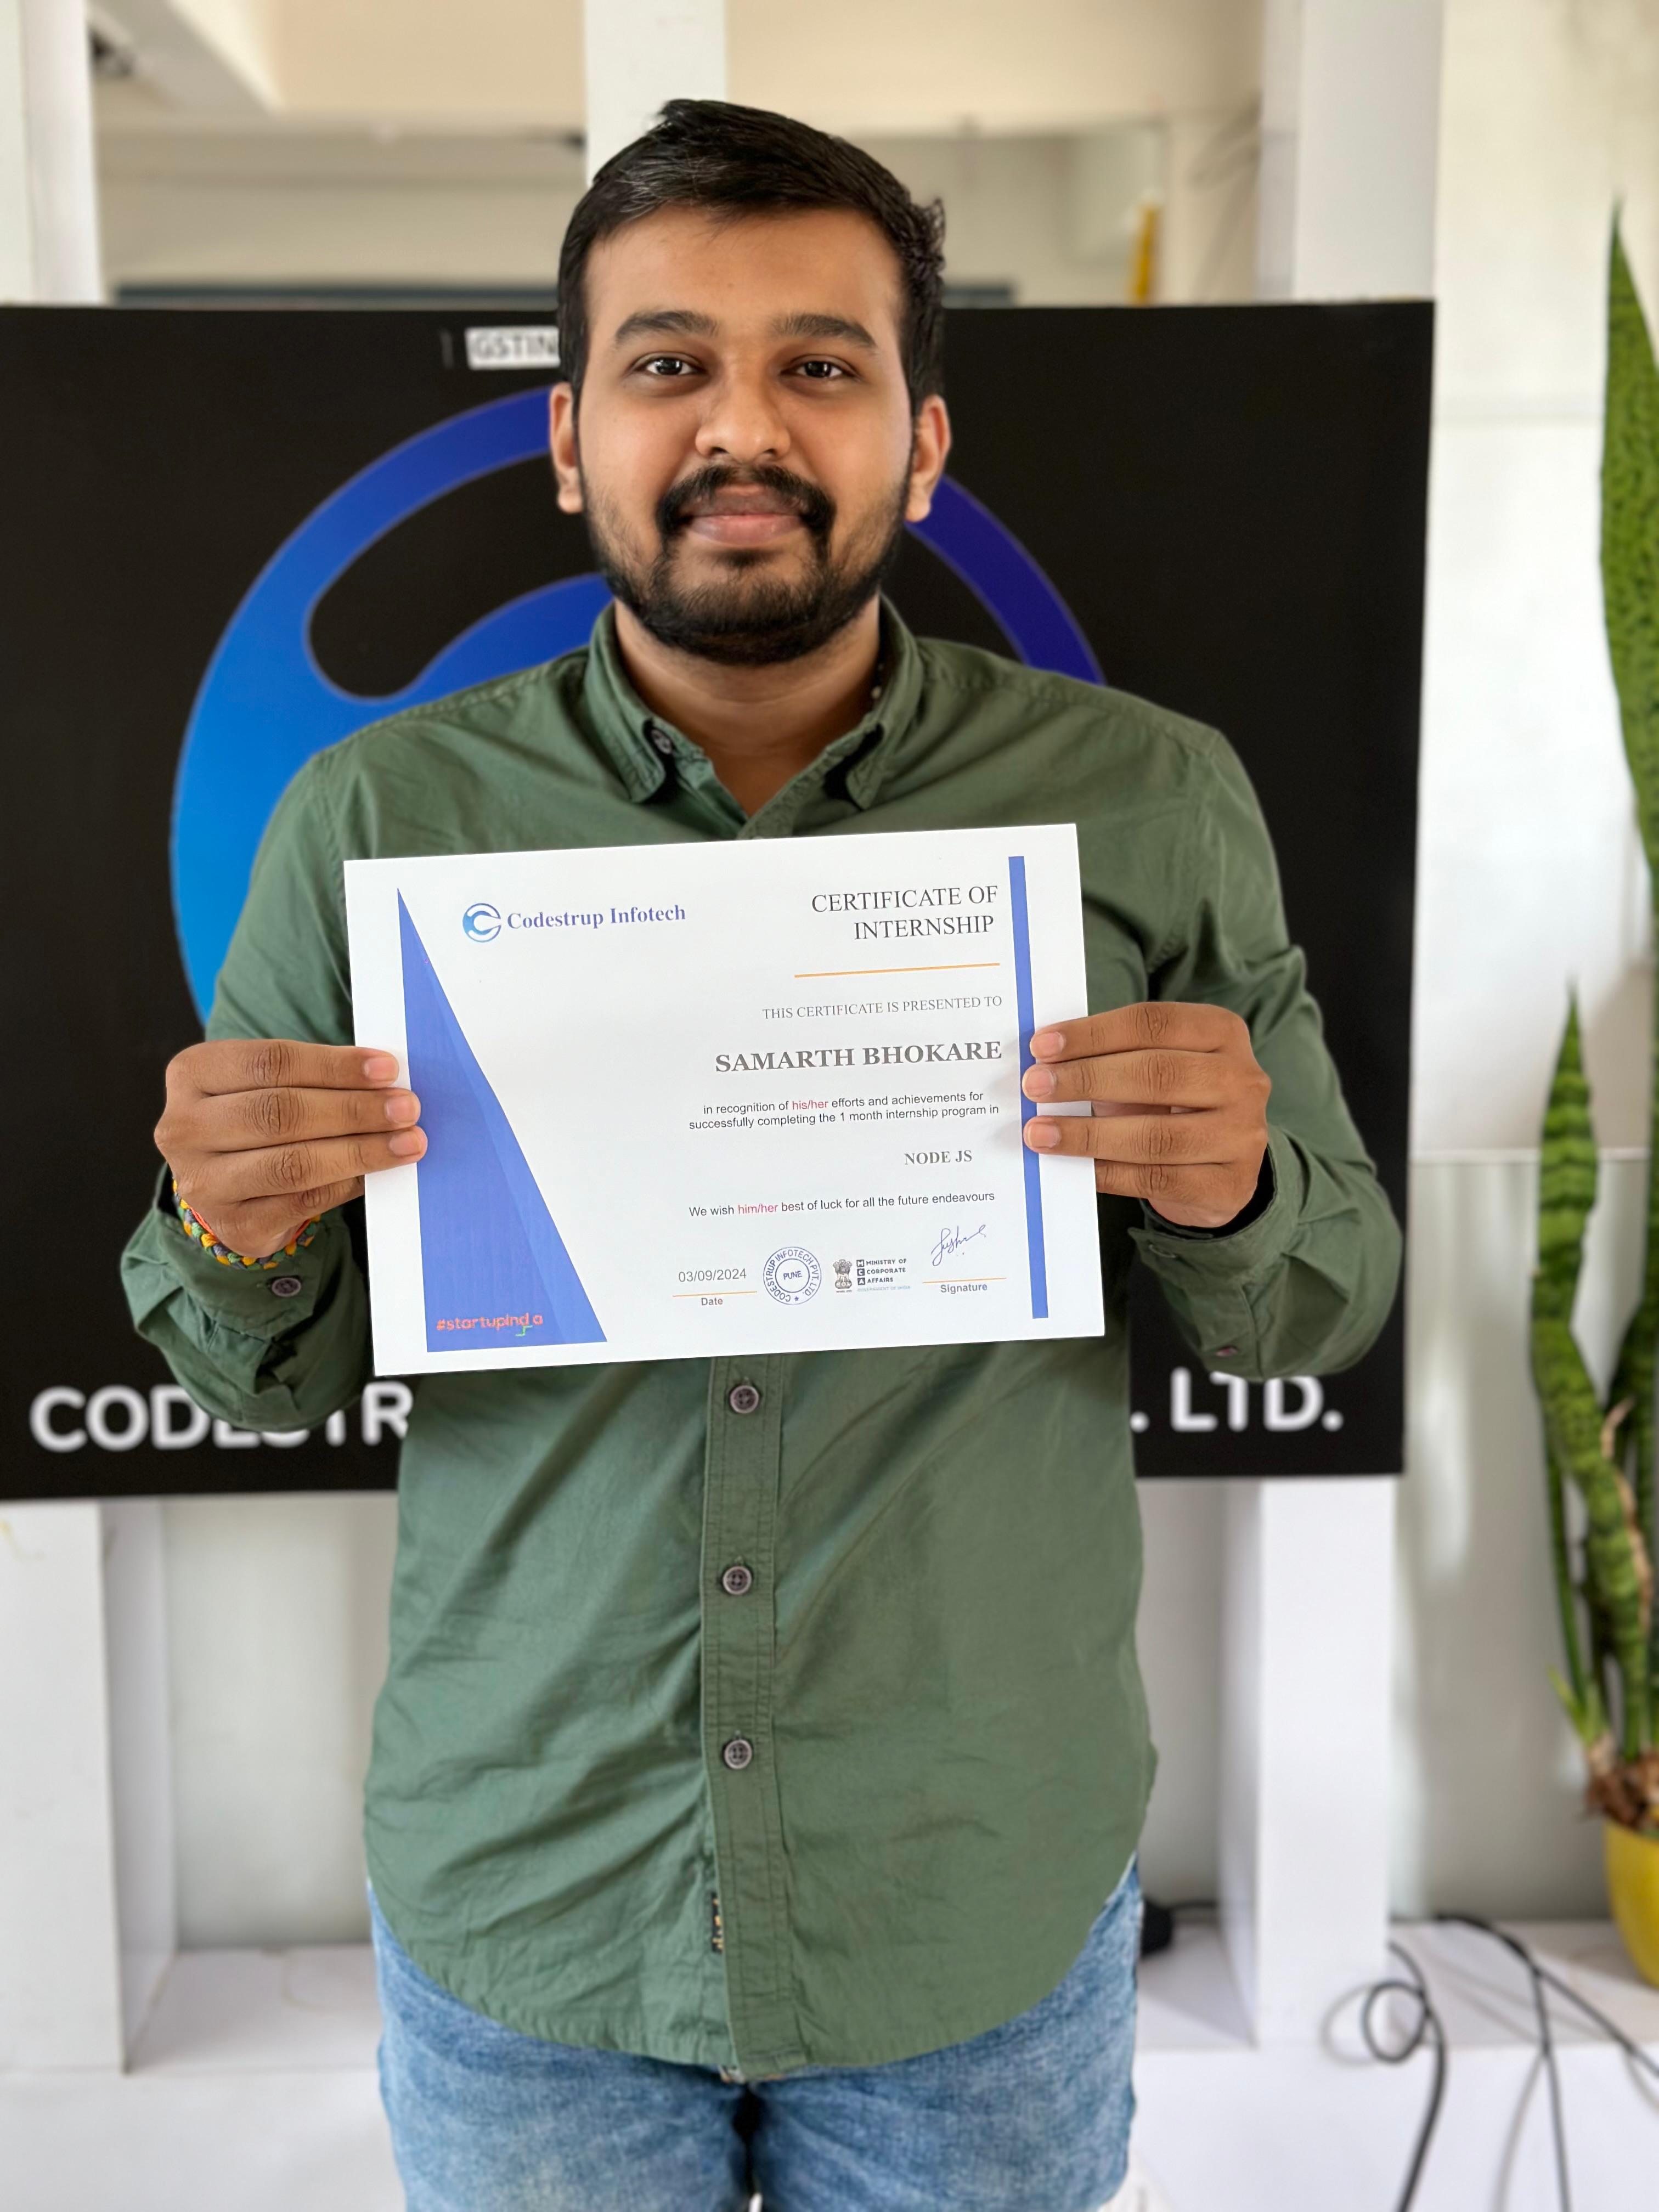 GSTIN
Codestrup Infotech
CERTIFICATE OF
INTERNSHIP
THIS CERTIFICATE IS PRESENTED TO
SAMARTH BHOKARE
in recognition of his/her efforts and achievements for
successfully completing the 1 month internship program in
NODE JS
We wish him/her best of luck for all the future endeavours
03/09/2024
Date
CODESTRUP INFOTECH PVT. LTD.
PUNE
MINISTRY OF
CORPORATE
AFFAIRS
GOVERNMENT OF INDIA
Signature
#startupindia
CODESTR . LTD.